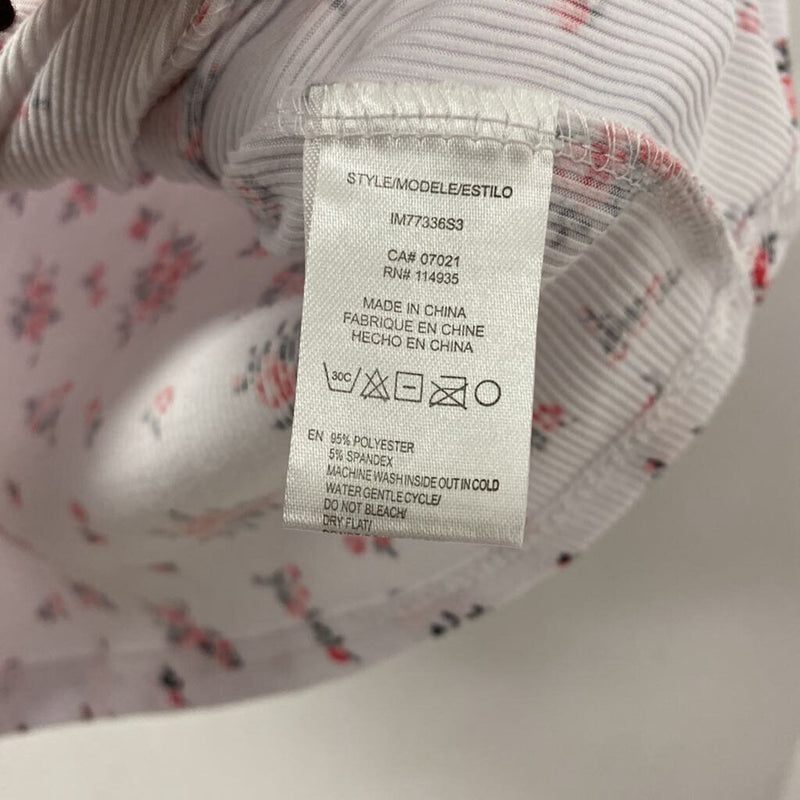 STYLE/MODELE/ESTILO
IM77336S3
CA# 07021
RN# 114935
MADE IN CHINA
FABRIQUE EN CHINE
HECHO EN CHINA
30C
EN 95% POLYESTER
5% SPANDEX
MACHINE WASH INSIDE OUT IN COLD
WATER GENTLE CYCLE/
DO NOT BLEACH/
DRY FLAT/